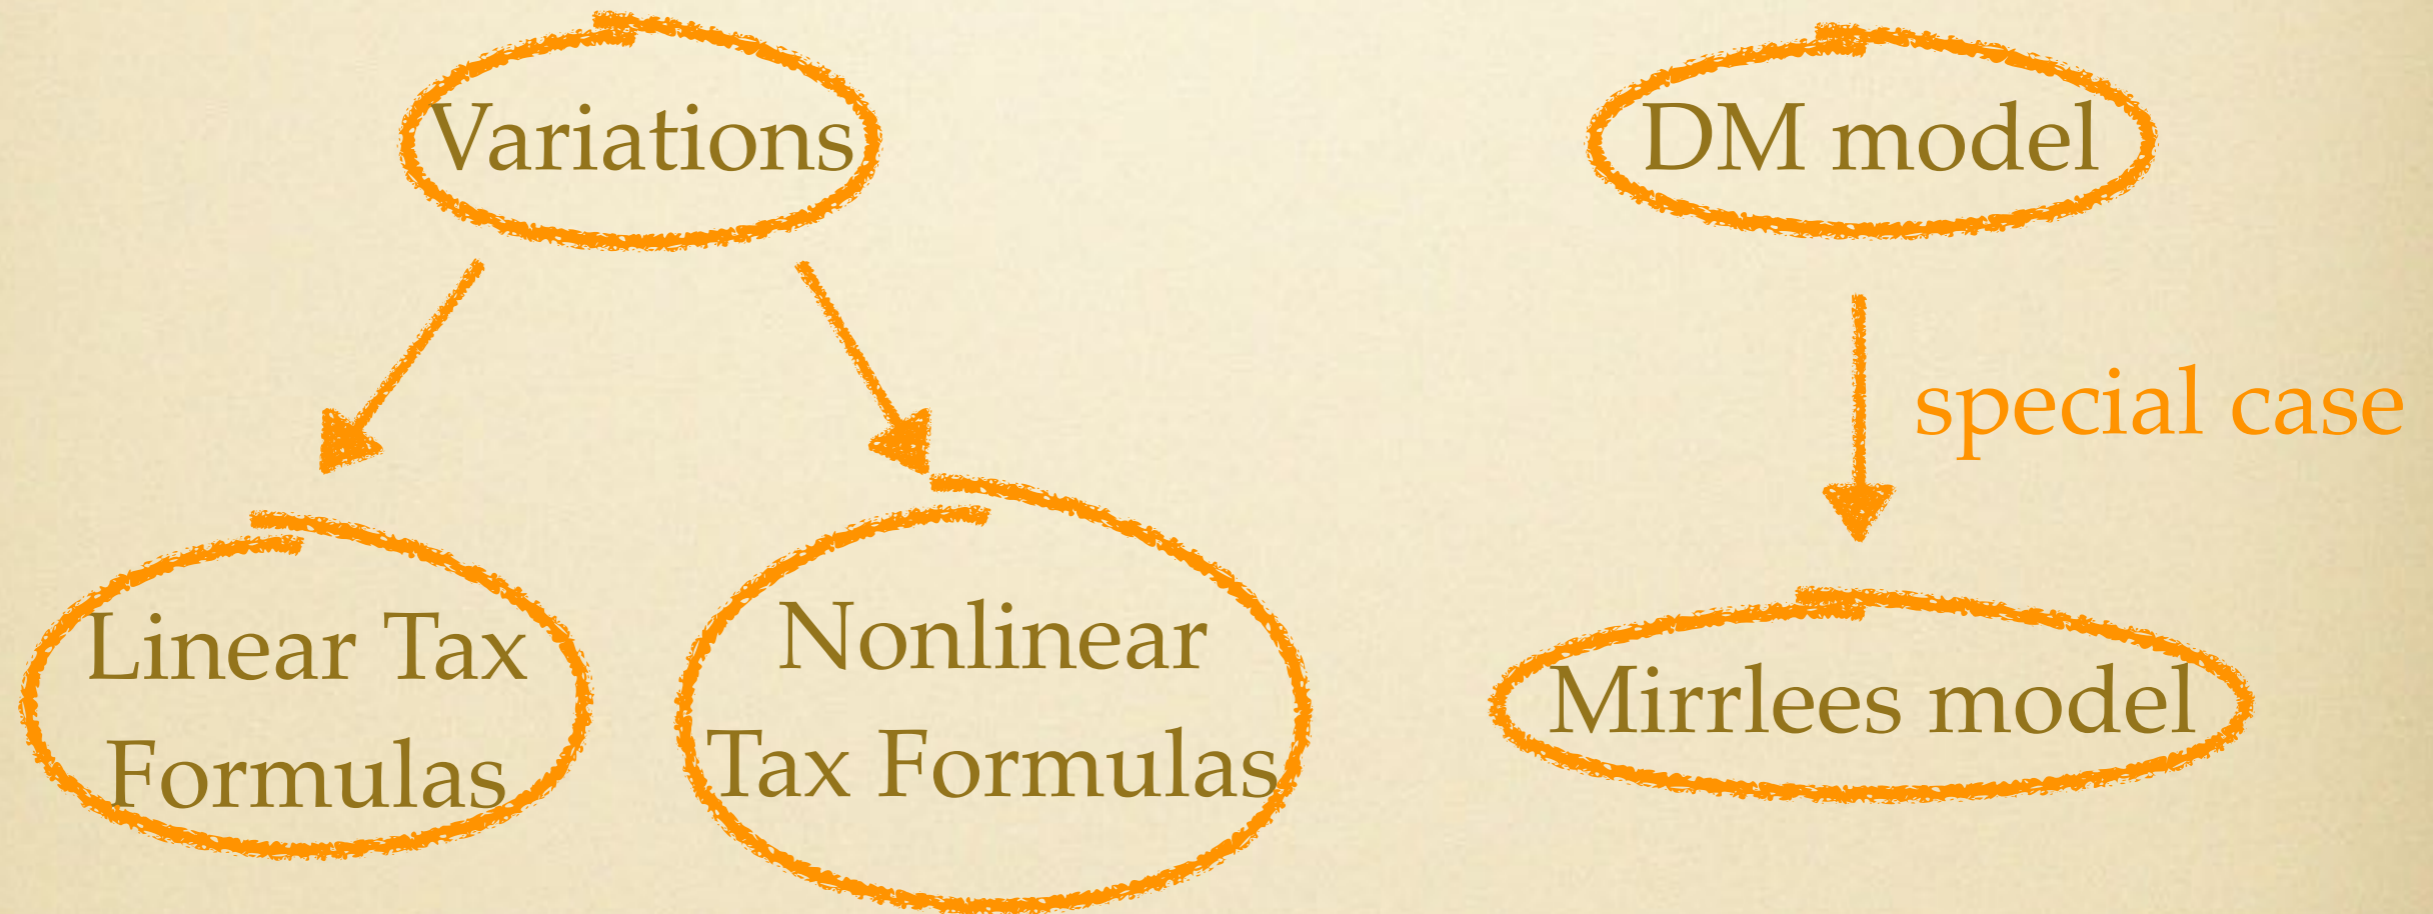 Variations
DM model
special case
Linear Tax
Formulas
Nonlinear
Tax Formulas
Mirrlees model